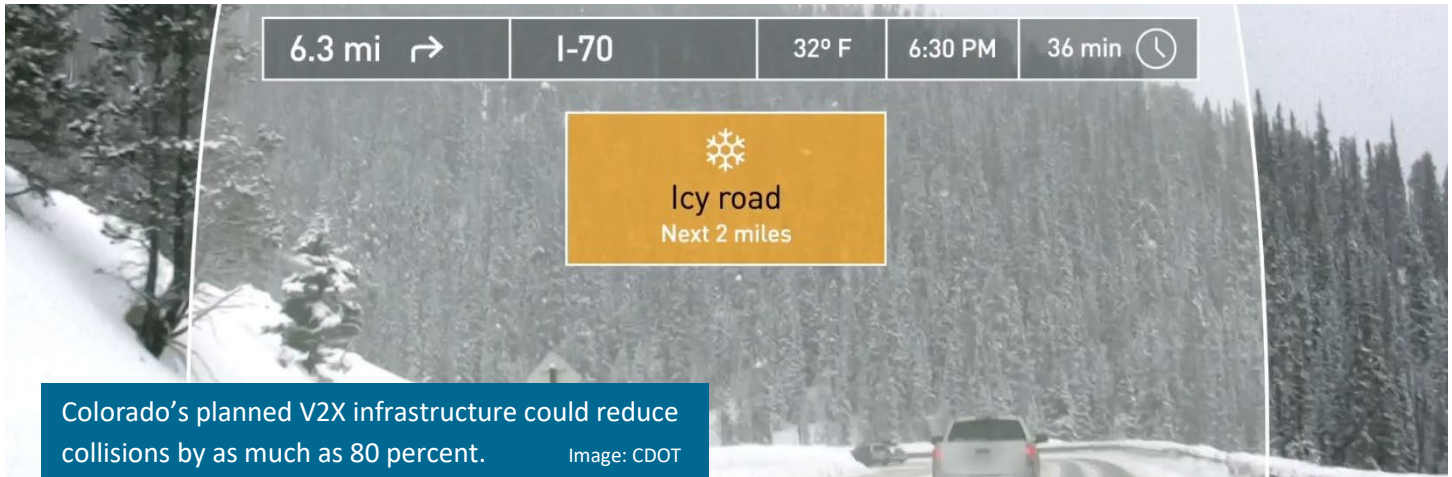 6.3 mi I-70 32º F 6:30 PM 36 min
Icy road
Next 2 miles
Colorado’s planned V2X infrastructure could reduce
collisions by as much as 80 percent. Image: CDOT